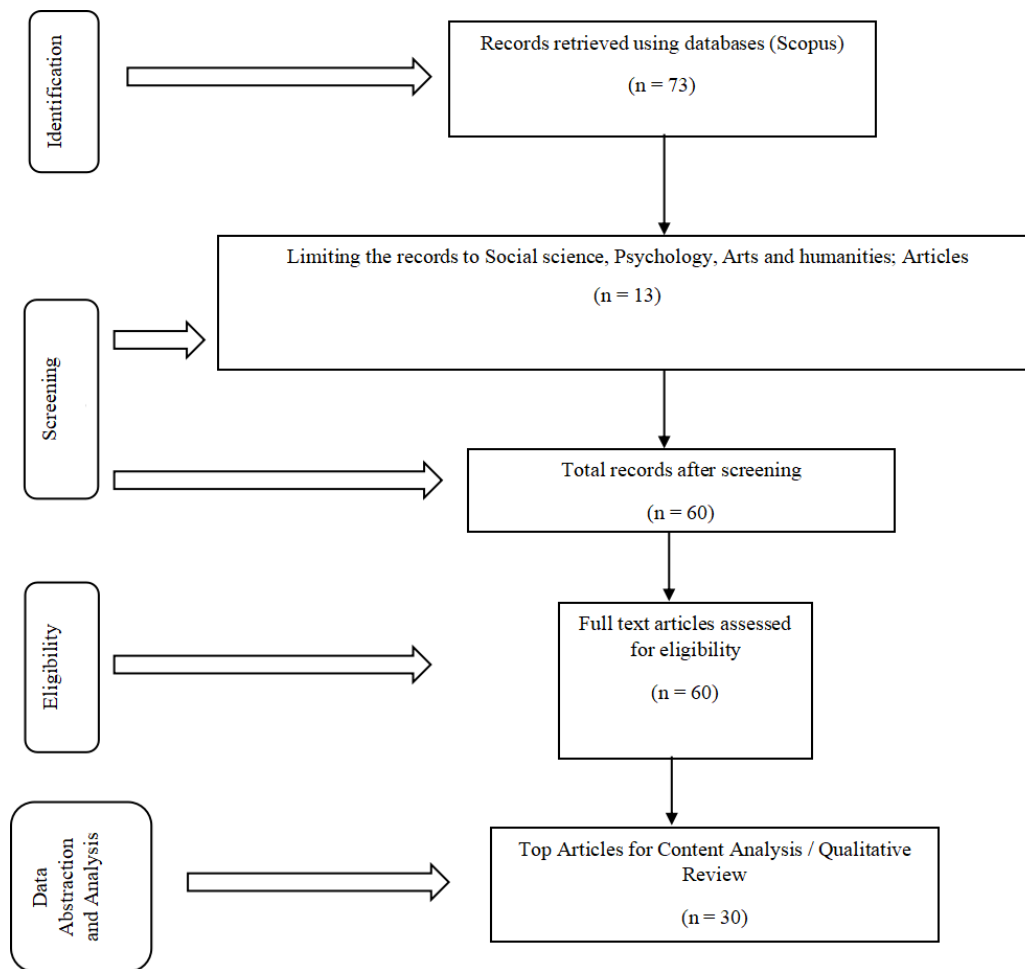 Identification
Records retrieved using databases (Scopus)
(n = 73)
Limiting the records to Social science, Psychology, Arts and humanities; Articles
(n = 13)
Screening
Total records after screening
(n = 60)
Eligibility
Full text articles assessed
for eligibility
(n = 60)
Data
Abstraction
and Analysis
Top Articles for Content Analysis / Qualitative
Review
(n = 30)